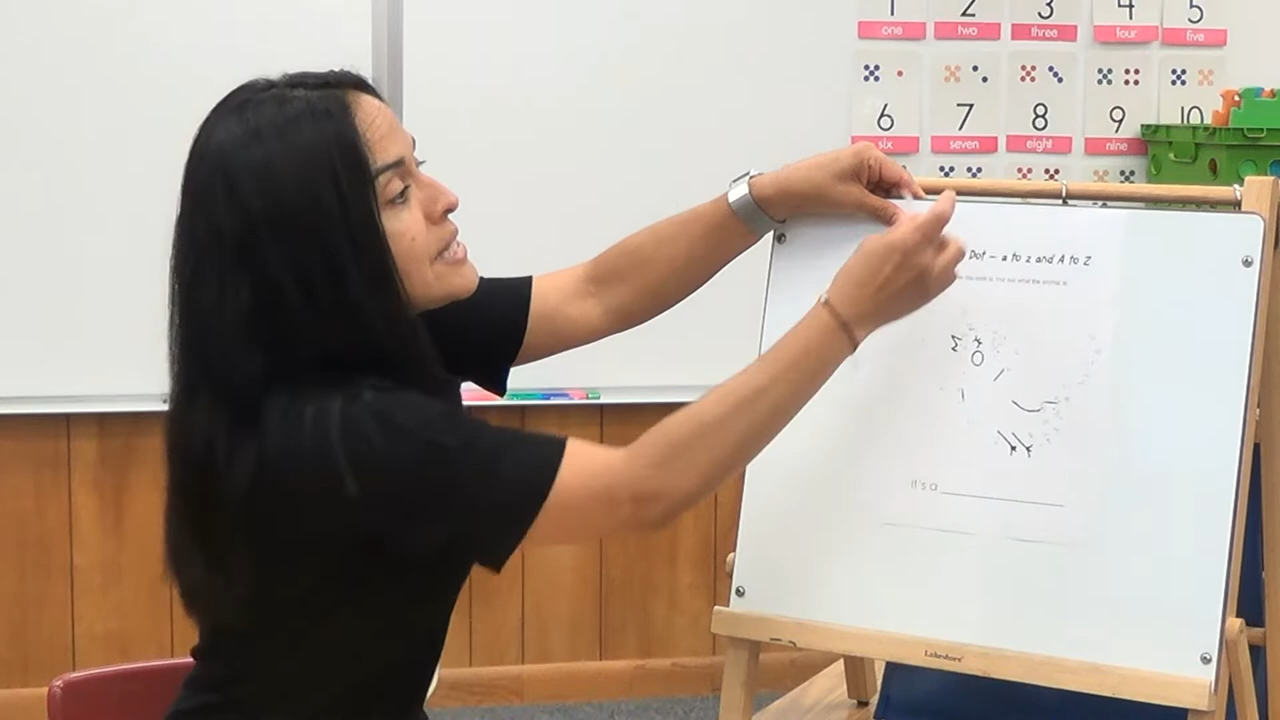 1 2 3 4 5
one two three four five
6 7 8 9 10
six seven eight nine
Dot – a to z and A to Z
It's a
Lakeshore